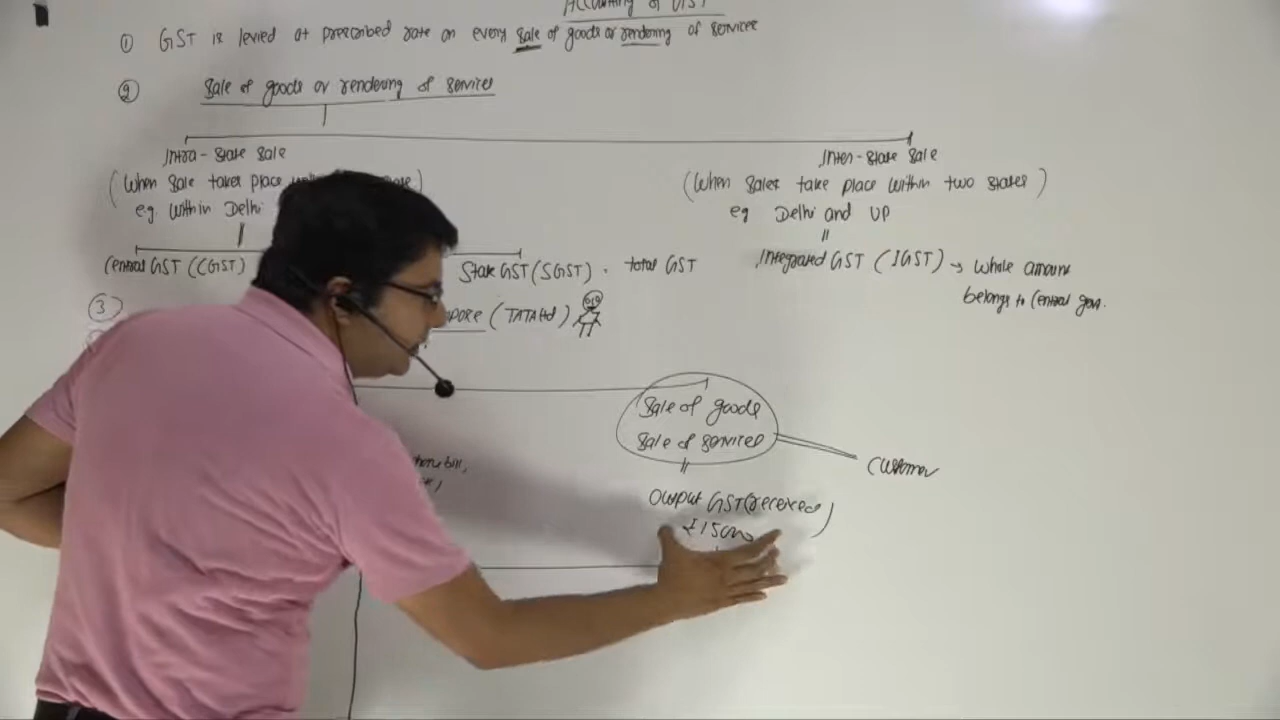 Accounting of GST
① GST is levied at prescribed rate on every sale of goods or rendering of services
② Sale of goods or rendering of services
Intra-State Sale
(When Sale takes place
eg. Within Delhi
Central GST (CGST)
State GST (SGST) . total GST
Inter-State Sale
(When Sales take place within two states)
eg Delhi and UP
Integrated GST (IGST) → Whole amount
belongs to Central govt.
③
(TATA ltd)
Sale of goods
Sale of services
Customer
Output GST (received)